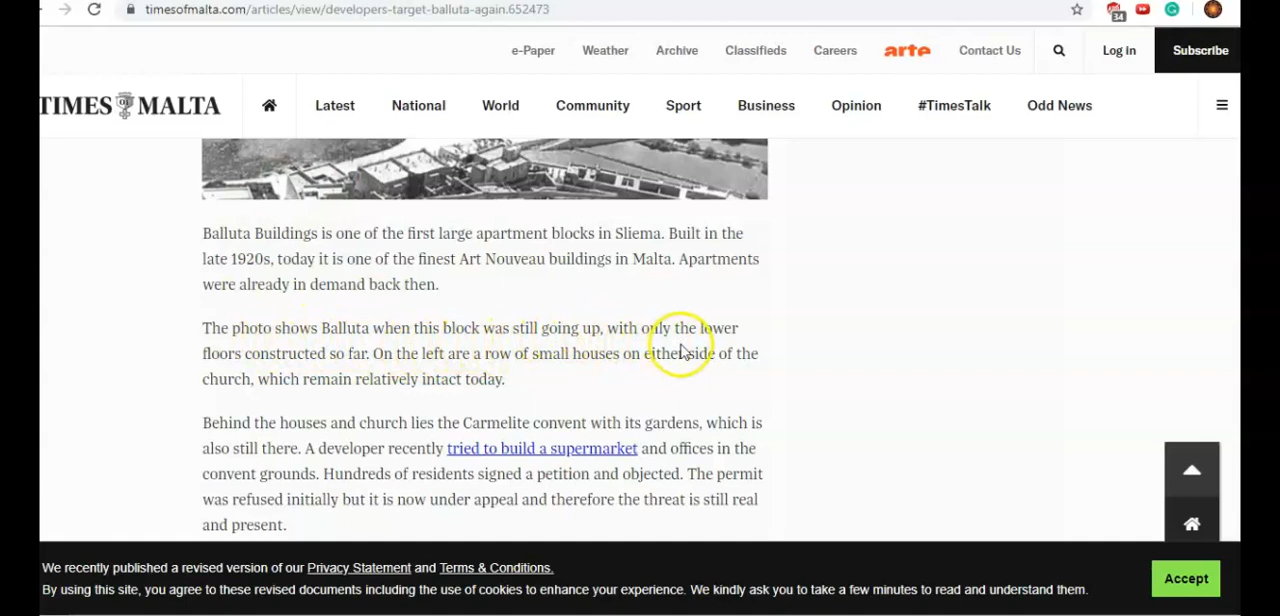 timesofmalta.com/articles/view/developers-target-balluta-again.652473
34
e-Paper Weather Archive Classifieds Careers arte Contact Us Log in Subscribe
TIMES OF MALTA Latest National World Community Sport Business Opinion #TimesTalk Odd News
Balluta Buildings is one of the first large apartment blocks in Sliema. Built in the
late 1920s, today it is one of the finest Art Nouveau buildings in Malta. Apartments
were already in demand back then.
The photo shows Balluta when this block was still going up, with only the lower
floors constructed so far. On the left are a row of small houses on either side of the
church, which remain relatively intact today.
Behind the houses and church lies the Carmelite convent with its gardens, which is
also still there. A developer recently tried to build a supermarket and offices in the
convent grounds. Hundreds of residents signed a petition and objected. The permit
was refused initially but it is now under appeal and therefore the threat is still real
and present.
We recently published a revised version of our Privacy Statement and Terms & Conditions.
By using this site, you agree to these revised documents including the use of cookies to enhance your experience. We kindly ask you to take a few minutes to read and understand them.
Accept